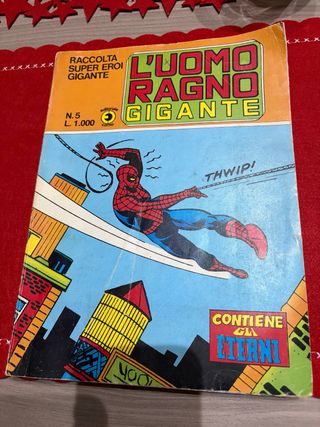 RACCOLTA
SUPER EROI
GIGANTE
N.5
L. 1.000
L'UOMO
RAGNO
GIGANTE
THWIP!
CONTIENE
GLI
ETERNI